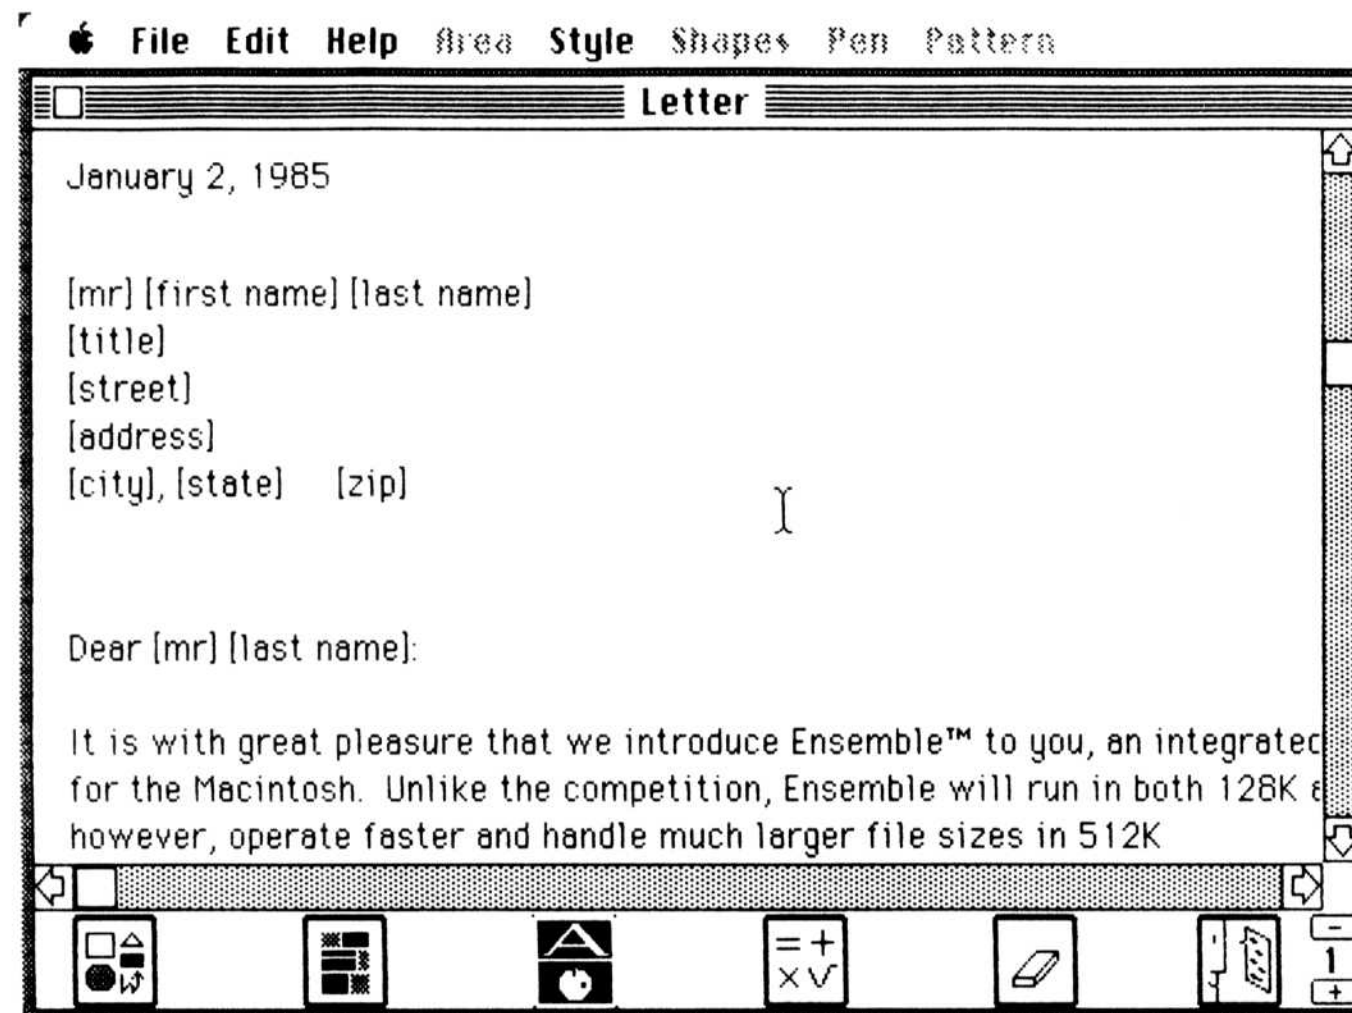 File Edit Help Area Style Shapes Pen Pattern
Letter
January 2, 1985
[mr] [first name] [last name]
[title]
[street]
[address]
[city], [state] [zip]
Dear [mr] [last name]:
It is with great pleasure that we introduce Ensemble™ to you, an integrated
for the Macintosh. Unlike the competition, Ensemble will run in both 128K
however, operate faster and handle much larger file sizes in 512K
A
= +
× √
-
1
+